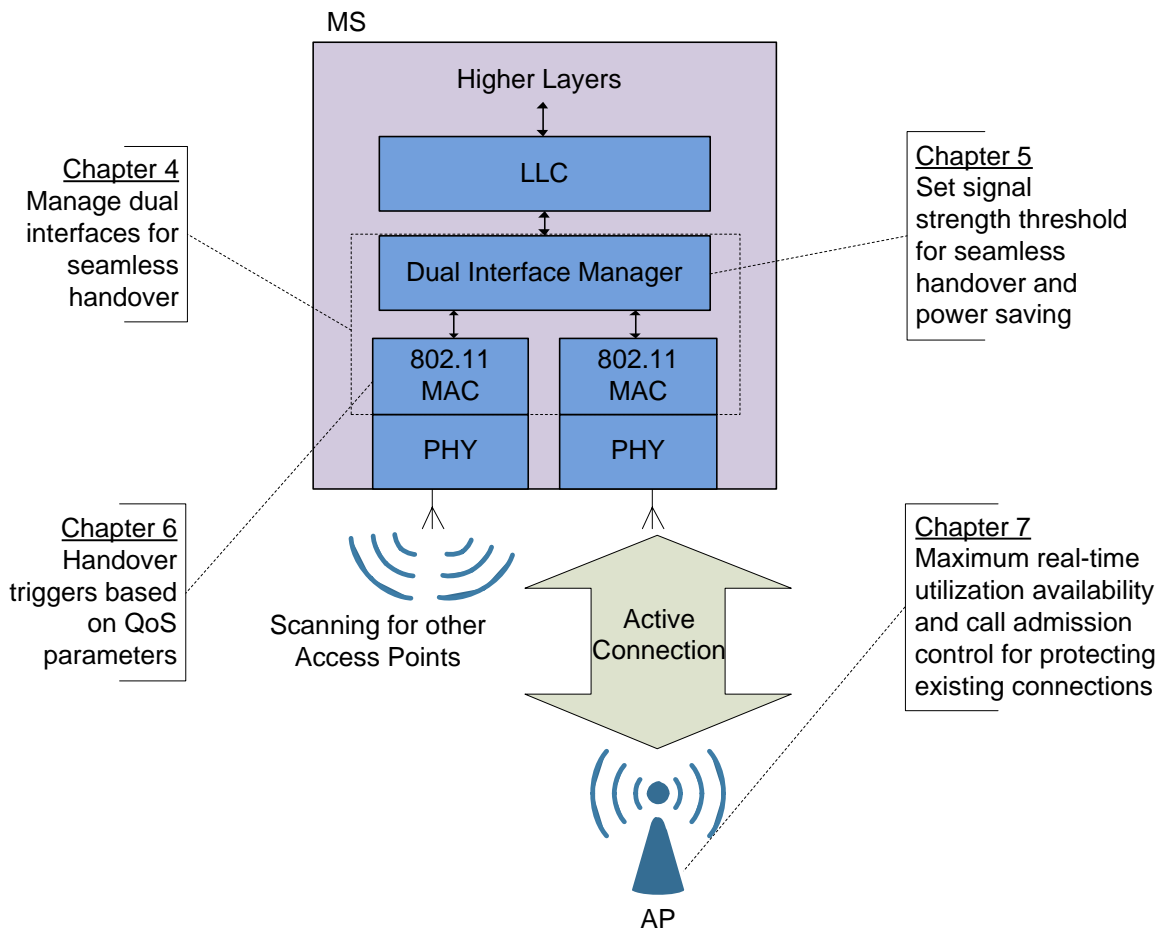 MS
Higher Layers
LLC
Dual Interface Manager
802.11
MAC
802.11
MAC
PHY
PHY
Chapter 4
Manage dual
interfaces for
seamless
handover
Chapter 5
Set signal
strength threshold
for seamless
handover and
power saving
Chapter 6
Handover
triggers based
on QoS
parameters
Scanning for other
Access Points
Active
Connection
Chapter 7
Maximum real-time
utilization availability
and call admission
control for protecting
existing connections
AP